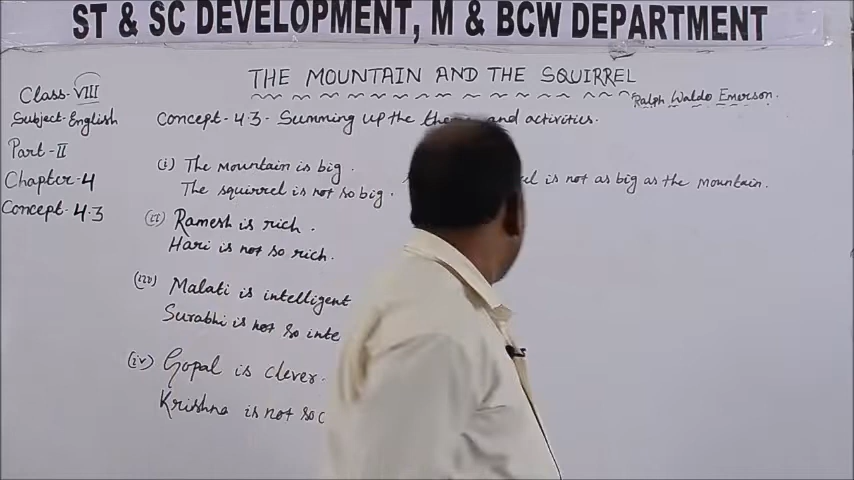 ST & SC DEVELOPMENT, M & BCW DEPARTMENT
THE MOUNTAIN AND THE SQUIRREL
Ralph Waldo Emerson.
Class-VIII
Subject-English
Part-II
Chapter-4
Concept-4.3
Concept-4.3- Summing up the and activities.
(i) The Mountain is big.
The squirrel is not so big.
is not as big as the mountain.
(ii) Ramesh is rich.
Hari is not so rich.
(iii) Malati is intelligent
Surabhi is not so inte
(iv) Gopal is clever.
Krishna is not so c